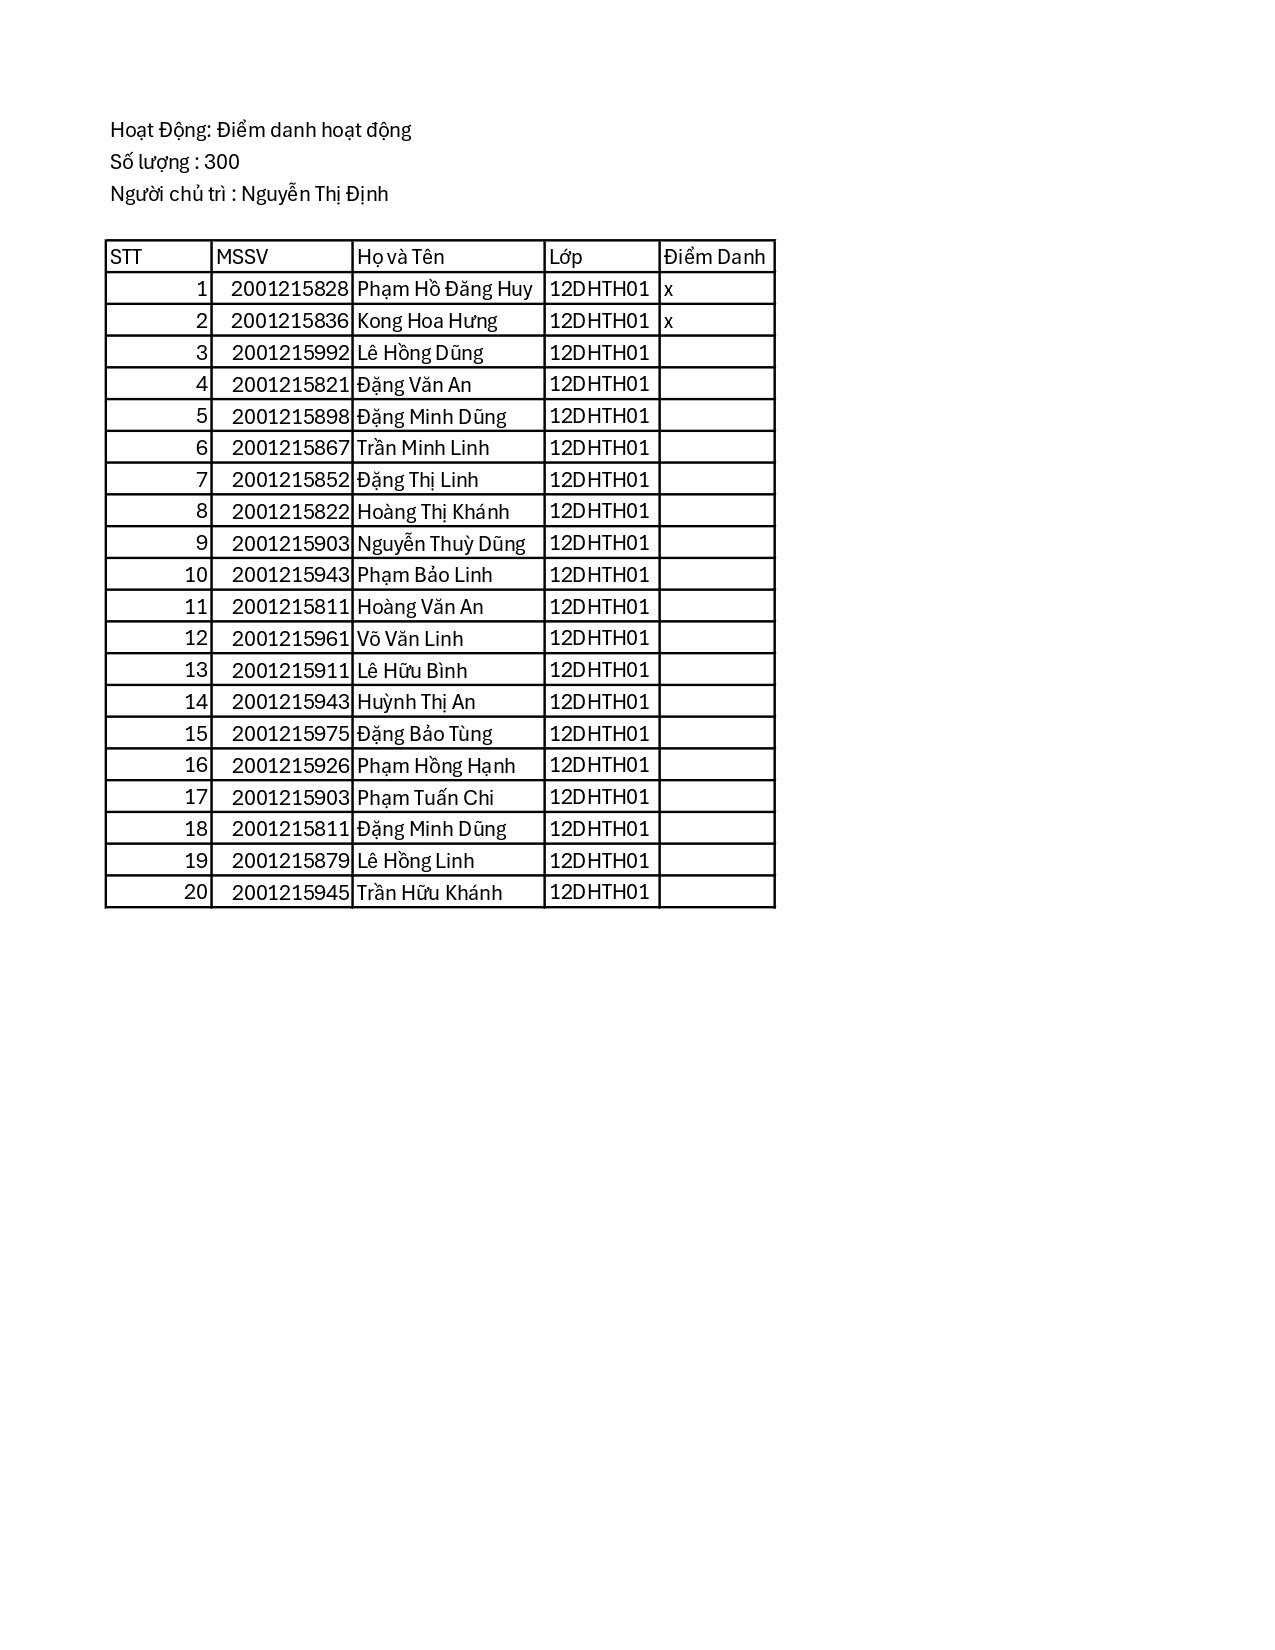 Hoạt Động: Điểm danh hoạt động
Số lượng : 300
Người chủ trì : Nguyễn Thị Định
STT MSSV Họ và Tên Lớp Điểm Danh
1 2001215828 Phạm Hồ Đăng Huy 12DHTH01 x
2 2001215836 Kong Hoa Hưng 12DHTH01 x
3 2001215992 Lê Hồng Dũng 12DHTH01
4 2001215821 Đặng Văn An 12DHTH01
5 2001215898 Đặng Minh Dũng 12DHTH01
6 2001215867 Trần Minh Linh 12DHTH01
7 2001215852 Đặng Thị Linh 12DHTH01
8 2001215822 Hoàng Thị Khánh 12DHTH01
9 2001215903 Nguyễn Thuỳ Dũng 12DHTH01
10 2001215943 Phạm Bảo Linh 12DHTH01
11 2001215811 Hoàng Văn An 12DHTH01
12 2001215961 Võ Văn Linh 12DHTH01
13 2001215911 Lê Hữu Bình 12DHTH01
14 2001215943 Huỳnh Thị An 12DHTH01
15 2001215975 Đặng Bảo Tùng 12DHTH01
16 2001215926 Phạm Hồng Hạnh 12DHTH01
17 2001215903 Phạm Tuấn Chi 12DHTH01
18 2001215811 Đặng Minh Dũng 12DHTH01
19 2001215879 Lê Hồng Linh 12DHTH01
20 2001215945 Trần Hữu Khánh 12DHTH01